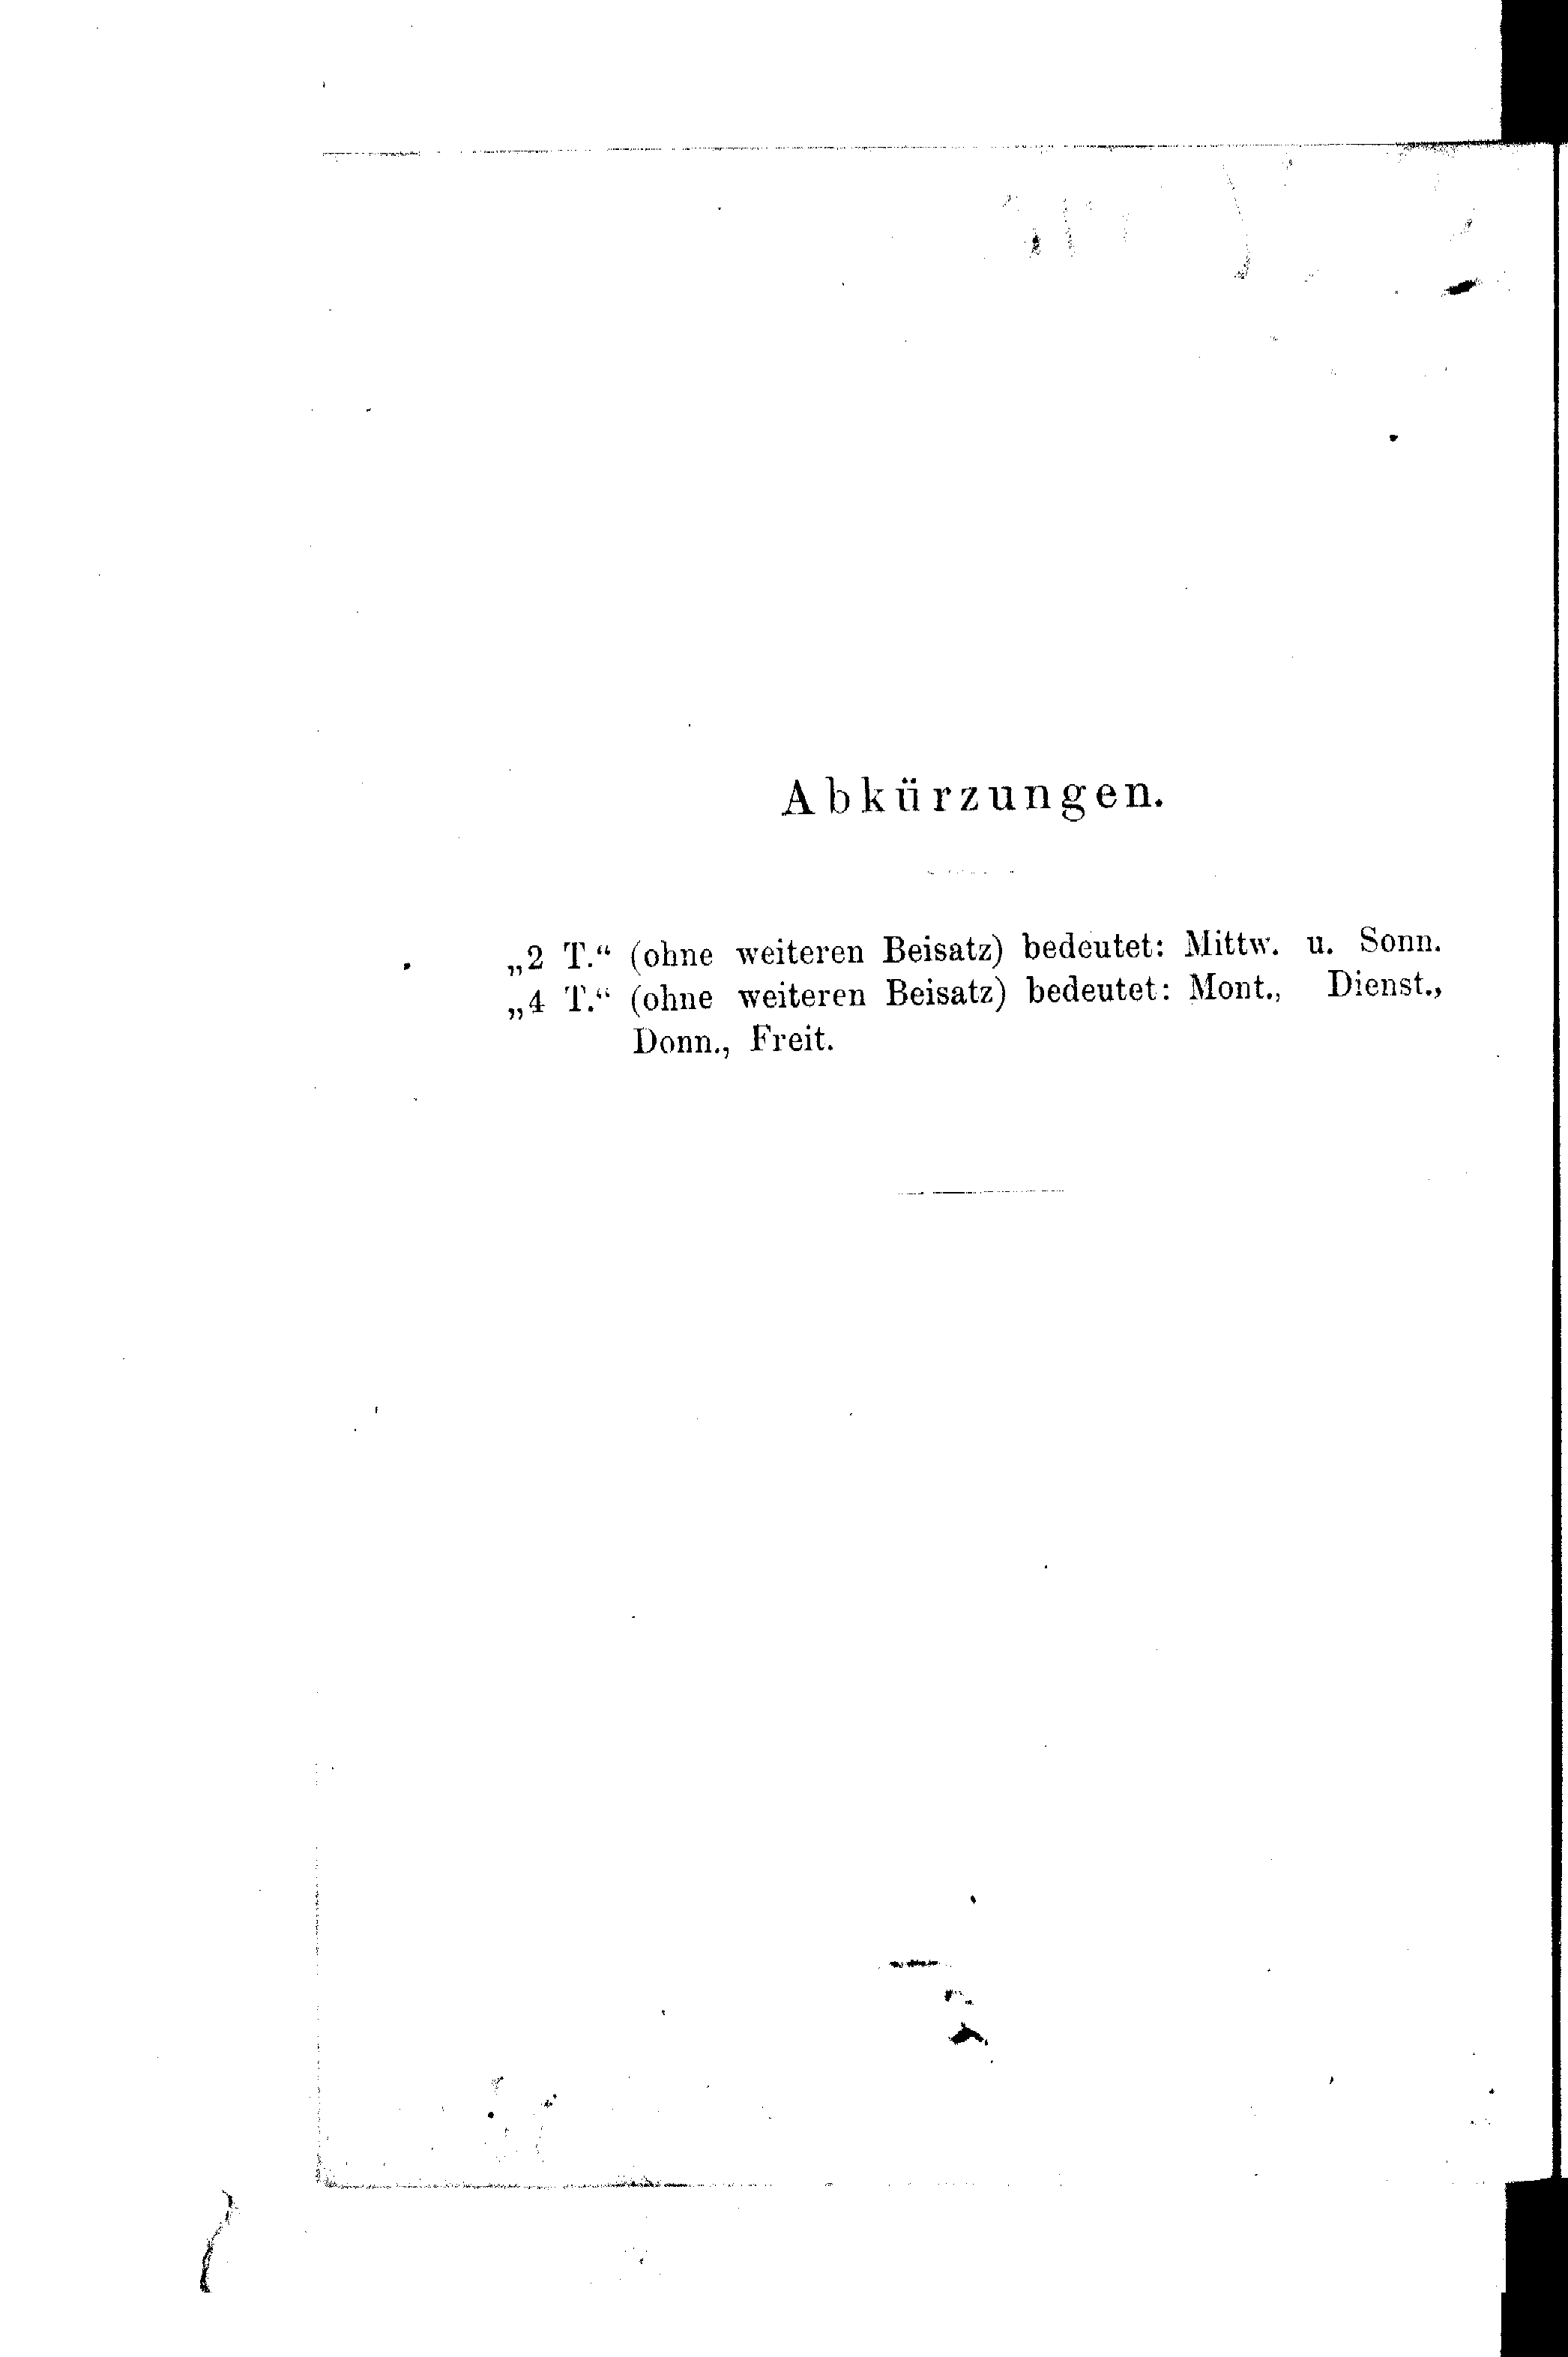 Abkürzungen.
„2 T.“ (ohne weiteren Beisatz) bedeutet: Mittw. u. Sonn.
„4 T.“ (ohne weiteren Beisatz) bedeutet: Mont., Dienst.,
Donn., Freit.